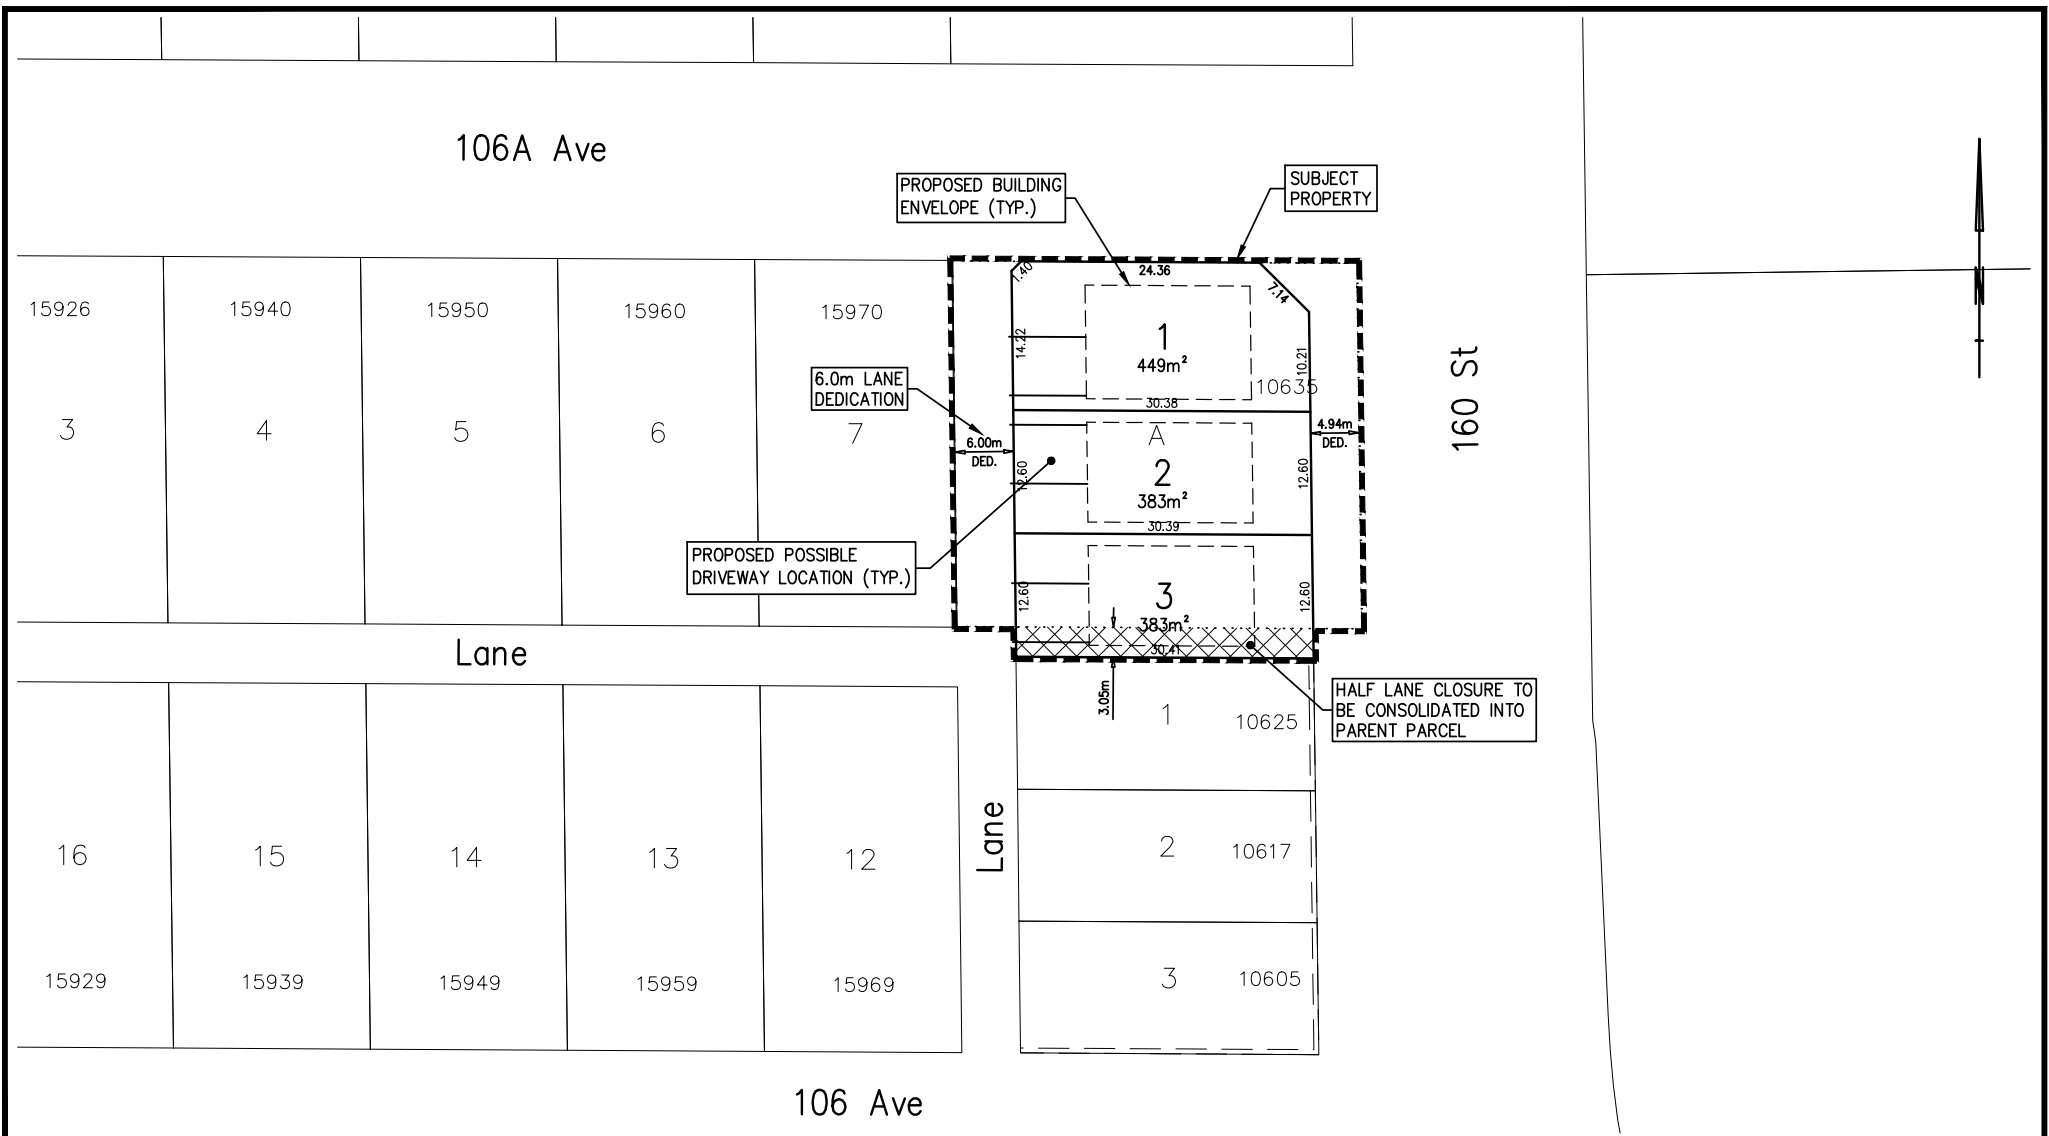 106A Ave
PROPOSED BUILDING
ENVELOPE (TYP.)
SUBJECT
PROPERTY
15926
15940
15950
15960
15970
3
4
5
6
7
1.40
24.36
7.14
14.22
1
449m²
10.21
10635
30.38
6.0m LANE
DEDICATION
6.00m
DED.
A
2
383m²
12.60
12.60
30.39
4.94m
DED.
160 St
N
PROPOSED POSSIBLE
DRIVEWAY LOCATION (TYP.)
12.60
3
383m²
12.60
30.41
Lane
3.05m
HALF LANE CLOSURE TO
BE CONSOLIDATED INTO
PARENT PARCEL
1
10625
2
10617
3
10605
Lane
16
15
14
13
12
15929
15939
15949
15959
15969
106 Ave